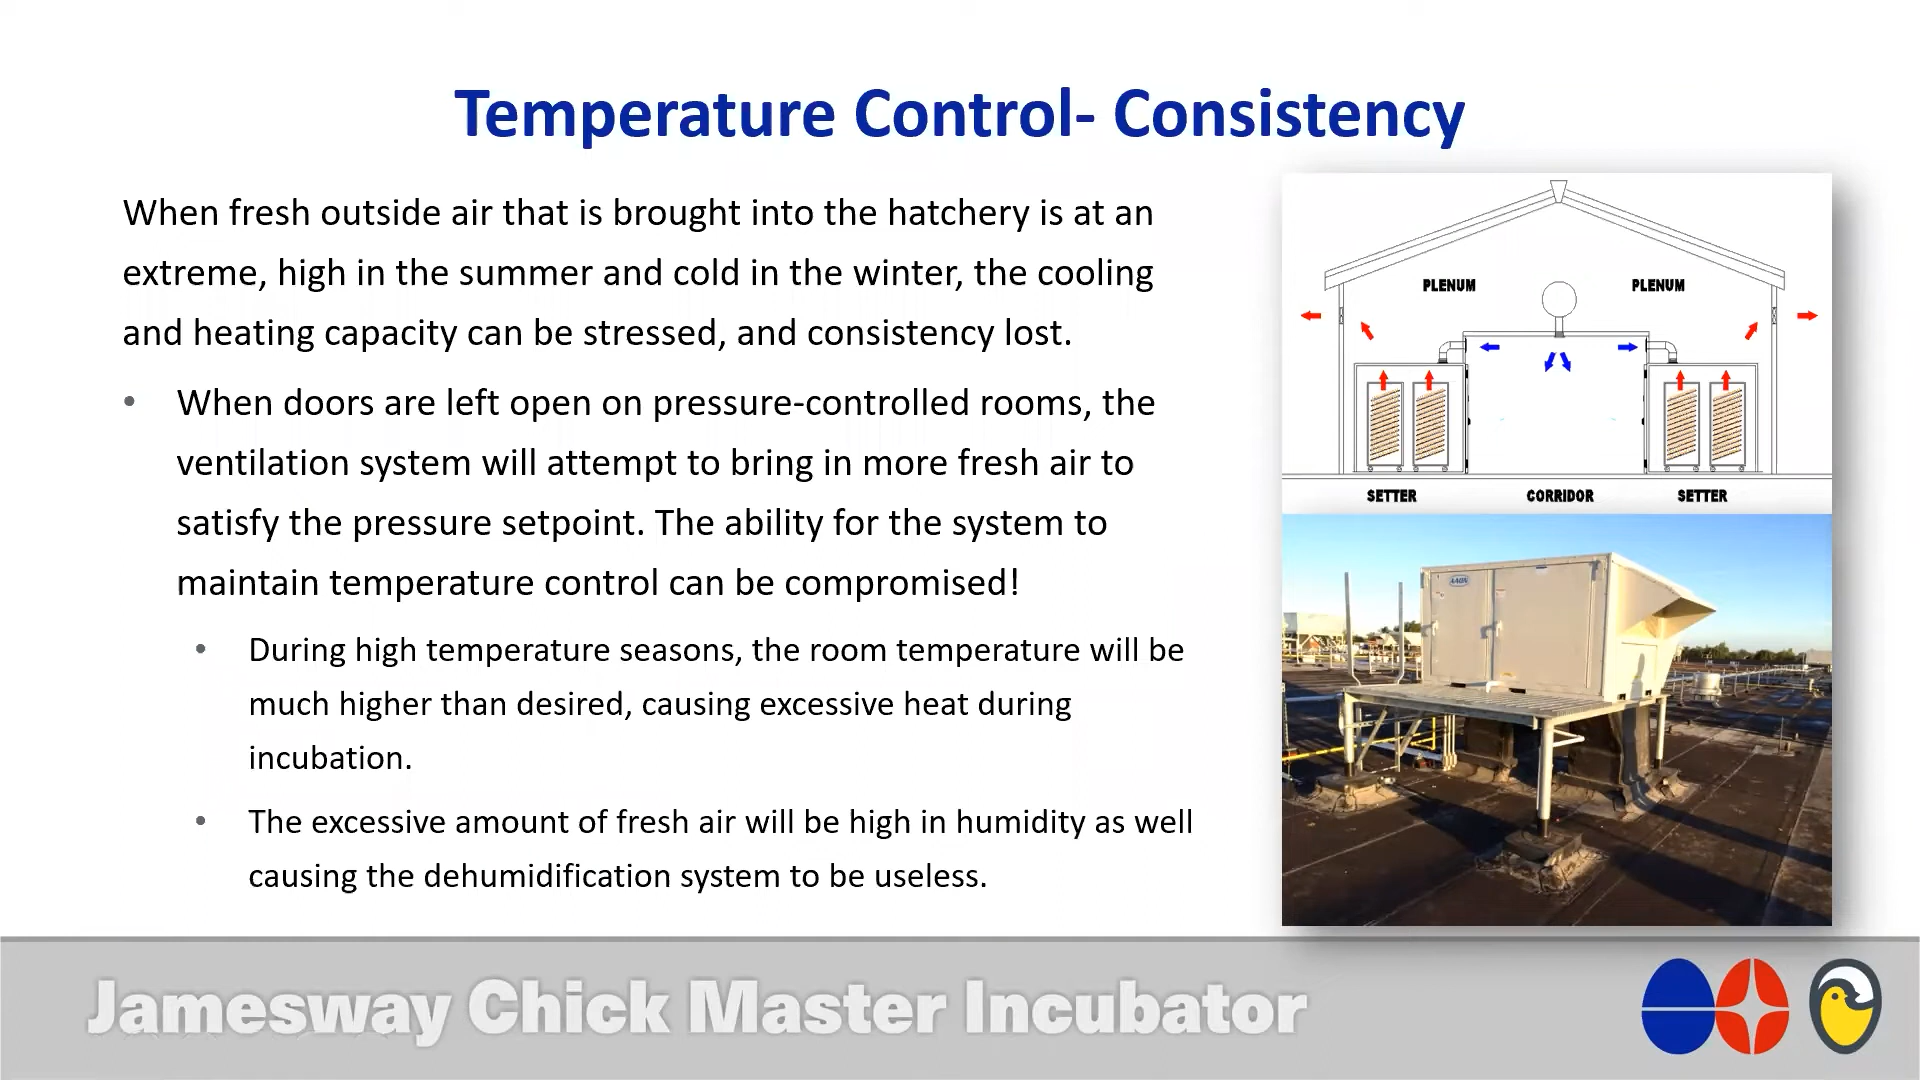 Temperature Control- Consistency
When fresh outside air that is brought into the hatchery is at an
extreme, high in the summer and cold in the winter, the cooling
and heating capacity can be stressed, and consistency lost.
• When doors are left open on pressure-controlled rooms, the
ventilation system will attempt to bring in more fresh air to
satisfy the pressure setpoint. The ability for the system to
maintain temperature control can be compromised!
• During high temperature seasons, the room temperature will be
much higher than desired, causing excessive heat during
incubation.
• The excessive amount of fresh air will be high in humidity as well
causing the dehumidification system to be useless.
PLENUM PLENUM
SETTER CORRIDOR SETTER
AAON
Jamesway Chick Master Incubator